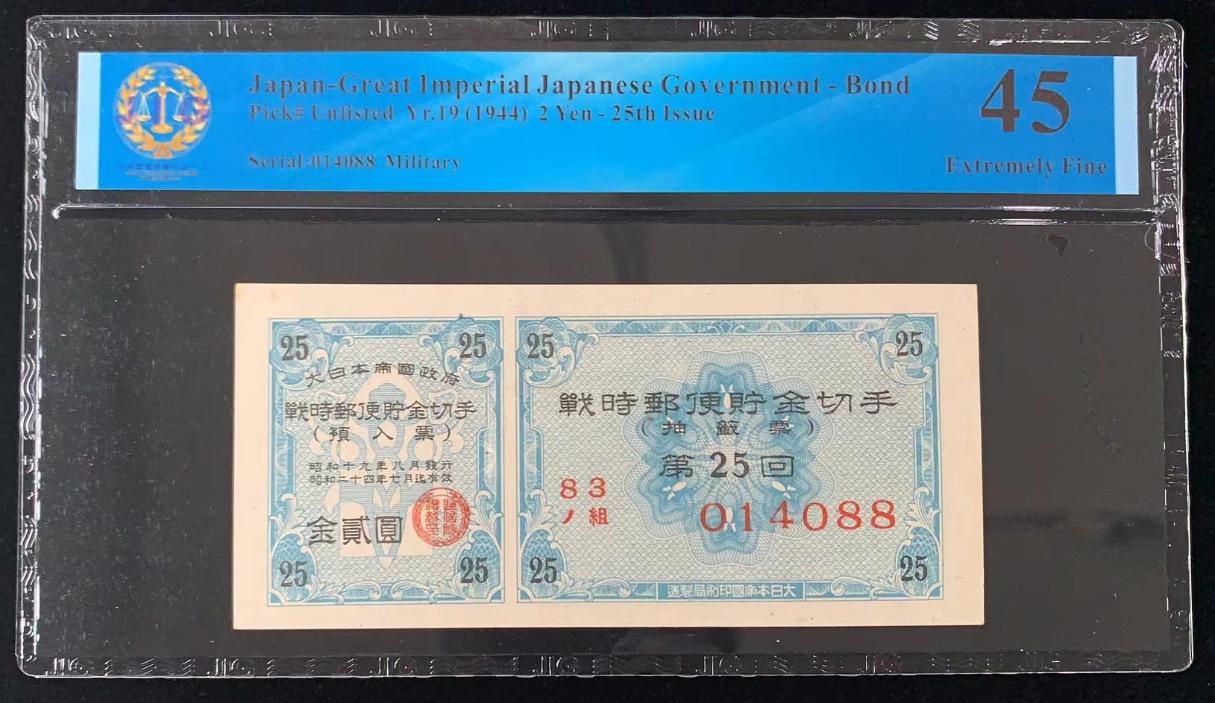 Japan-Great Imperial Japanese Government - Bond
Pick# Unlisted Yr.19 (1944) 2 Yen - 25th Issue
Serial:014088 Military
45
Extremely Fine
25 25
大日本帝國政府
戰時郵便貯金切手
(預入票)
昭和十九年八月發行
昭和二十四年七月迄有效
金貳圓
25 25
25 25
戰時郵便貯金切手
(抽籤票)
第25回
83
ノ組
014088
25 25
造製局刷印國帝本日大